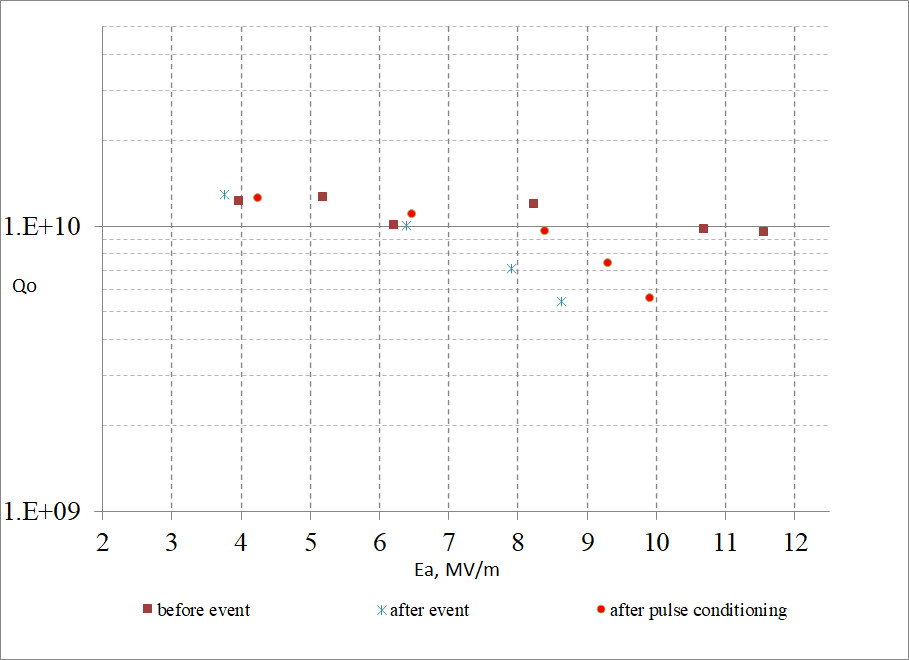 1.E+10
Qo
1.E+09
2 3 4 5 6 7 8 9 10 11 12
Ea, MV/m
before event after event after pulse conditioning